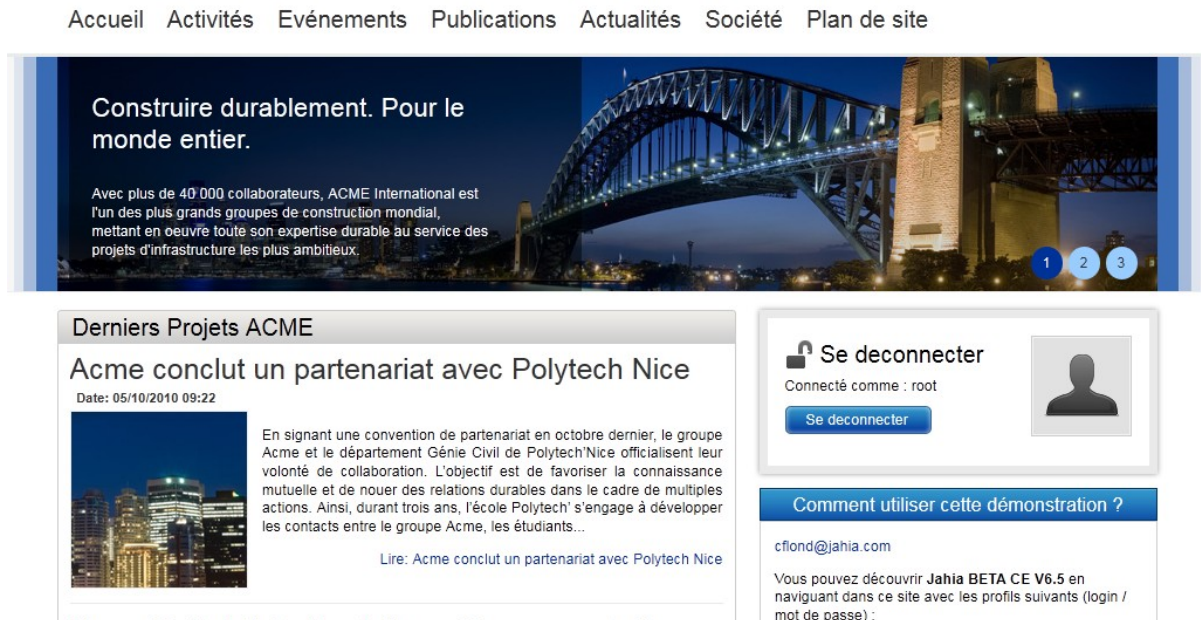 Accueil Activités Evénements Publications Actualités Société Plan de site
Construire durablement. Pour le
monde entier.
Avec plus de 40 000 collaborateurs, ACME International est
l'un des plus grands groupes de construction mondial,
mettant en oeuvre toute son expertise durable au service des
projets d'infrastructure les plus ambitieux.
1 2 3
Derniers Projets ACME
Acme conclut un partenariat avec Polytech Nice
Date: 05/10/2010 09:22
En signant une convention de partenariat en octobre dernier, le groupe
Acme et le département Génie Civil de Polytech'Nice officialisent leur
volonté de collaboration. L'objectif est de favoriser la connaissance
mutuelle et de nouer des relations durables dans le cadre de multiples
actions. Ainsi, durant trois ans, l'école Polytech' s'engage à développer
les contacts entre le groupe Acme, les étudiants...
Lire: Acme conclut un partenariat avec Polytech Nice
Se deconnecter
Connecté comme : root
Se deconnecter
Comment utiliser cette démonstration ?
cflond@jahia.com
Vous pouvez découvrir Jahia BETA CE V6.5 en
naviguant dans ce site avec les profils suivants (login /
mot de passe) :